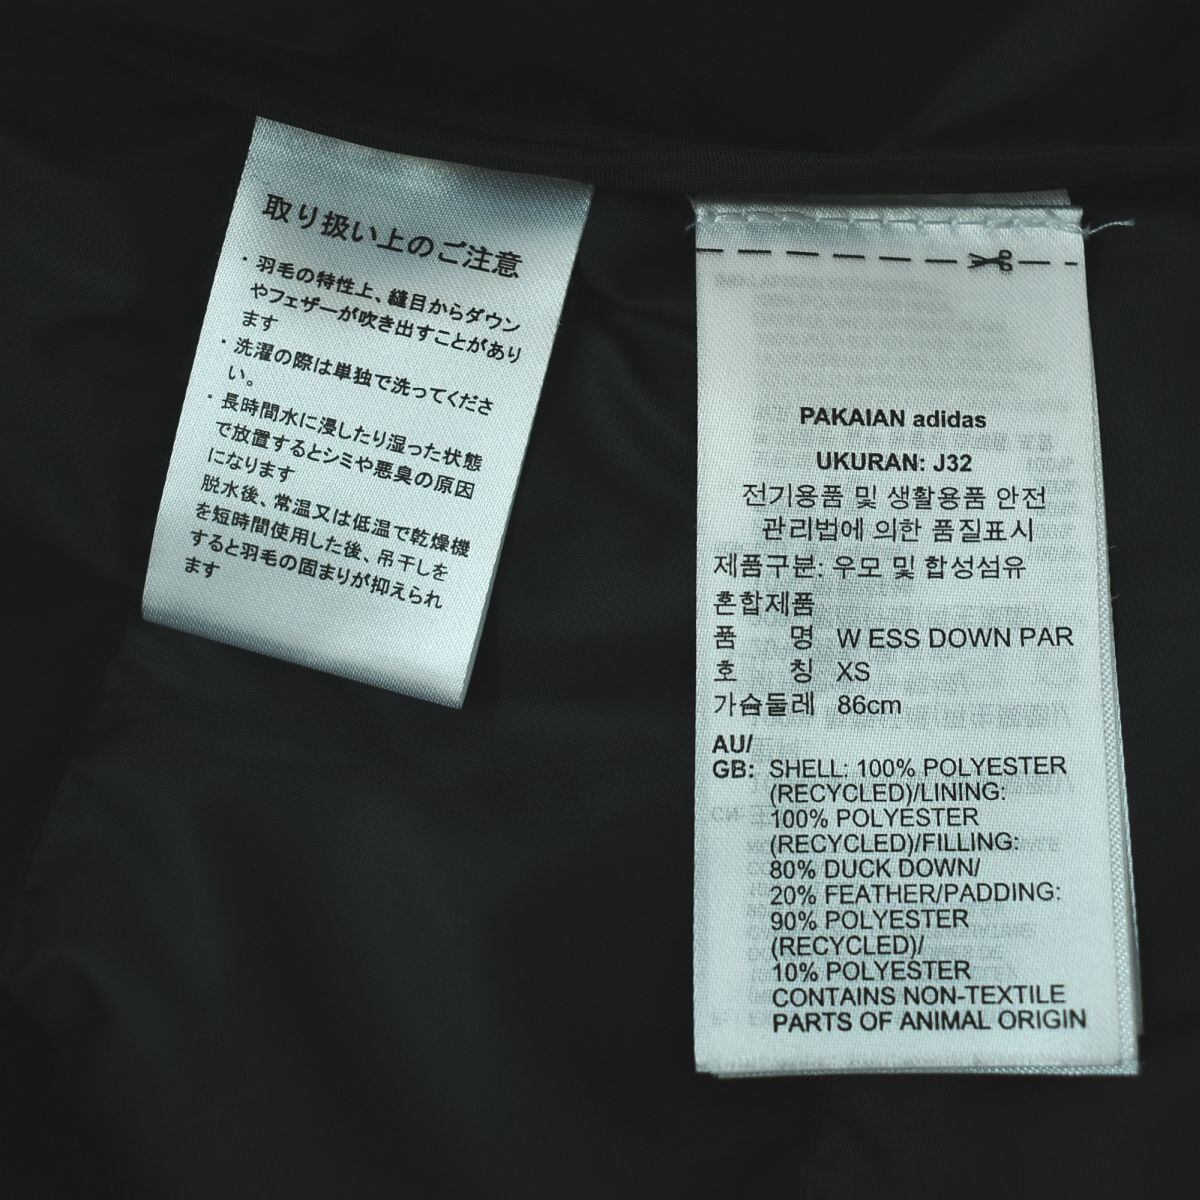 取り扱い上のご注意
・羽毛の特性上、縫目からダウン
やフェザーが吹き出すことがあり
ます
・洗濯の際は単独で洗ってくださ
い。
・長時間水に浸したり湿った状態
で放置するとシミや悪臭の原因
になります
脱水後、常温又は低温で乾燥機
を短時間使用した後、吊干しを
すると羽毛の固まりが抑えられ
ます
PAKAIAN adidas
UKURAN: J32
전기용품 및 생활용품 안전
관리법에 의한 품질표시
제품구분: 우모 및 합성섬유
혼합제품
품 명 W ESS DOWN PAR
호 칭 XS
가슴둘레 86cm
AU/
GB: SHELL: 100% POLYESTER
(RECYCLED)/LINING:
100% POLYESTER
(RECYCLED)/FILLING:
80% DUCK DOWN/
20% FEATHER/PADDING:
90% POLYESTER
(RECYCLED)/
10% POLYESTER
CONTAINS NON-TEXTILE
PARTS OF ANIMAL ORIGIN